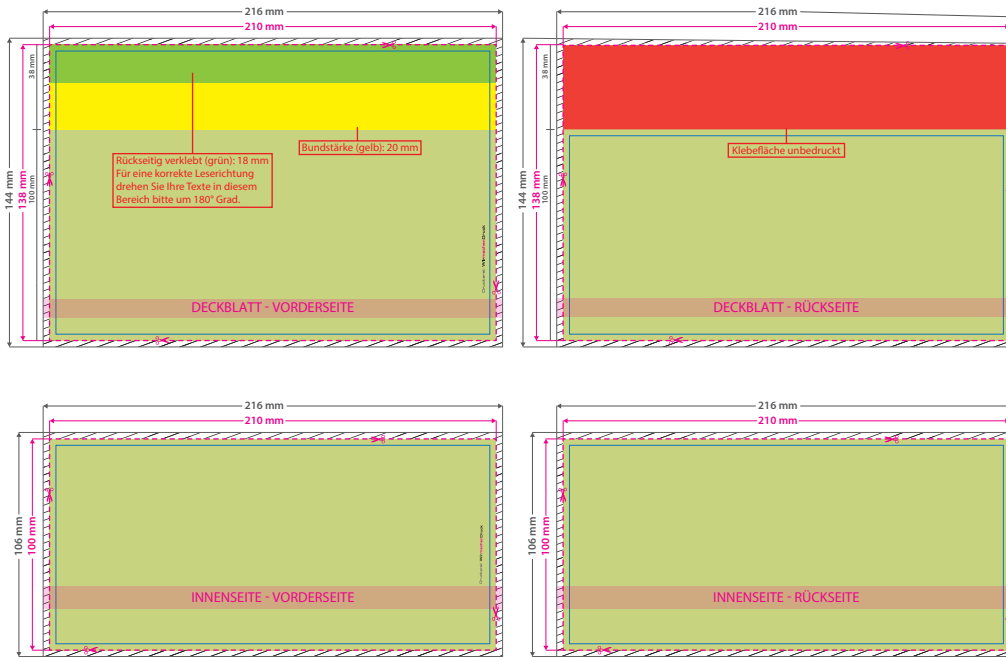 216 mm
210 mm
38 mm
144 mm
138 mm
100 mm
Rückseitig verklebt (grün): 18 mm
Für eine korrekte Leserichtung
drehen Sie Ihre Texte in diesem
Bereich bitte um 180° Grad.
Bundstärke (gelb): 20 mm
DECKBLATT - VORDERSEITE
216 mm
210 mm
38 mm
144 mm
138 mm
100 mm
Klebefläche unbedruckt
DECKBLATT - RÜCKSEITE
216 mm
210 mm
106 mm
100 mm
INNENSEITE - VORDERSEITE
216 mm
210 mm
106 mm
100 mm
INNENSEITE - RÜCKSEITE